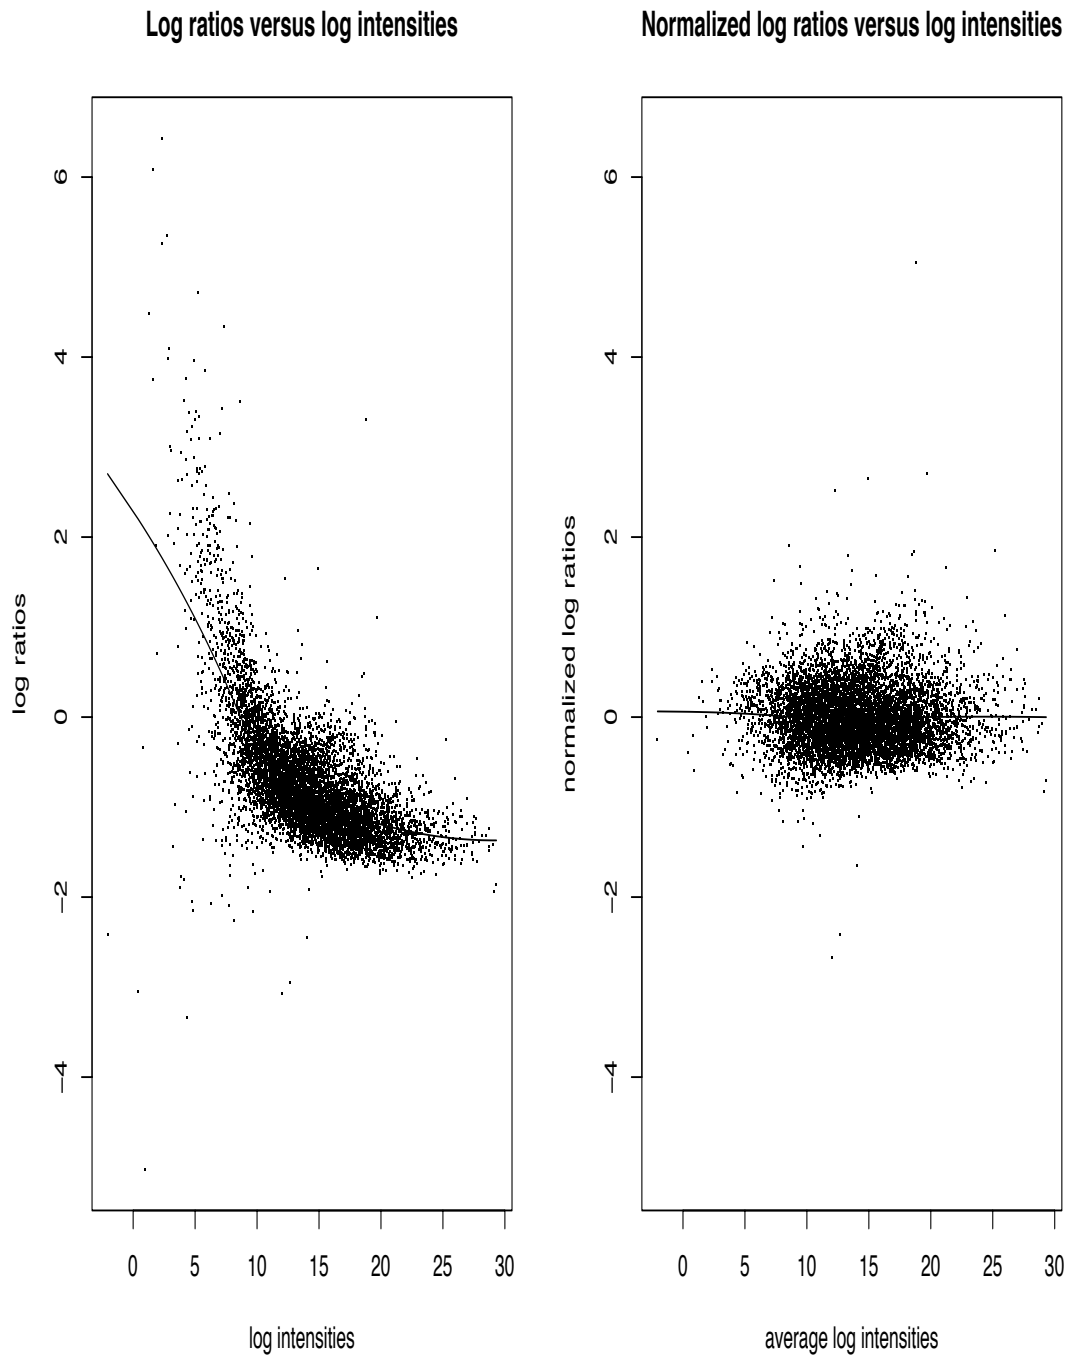 Log ratios versus log intensities
log ratios
6
4
2
0
−2
−4
0 5 10 15 20 25 30
log intensities
Normalized log ratios versus log intensities
normalized log ratios
6
4
2
0
−2
−4
0 5 10 15 20 25 30
average log intensities